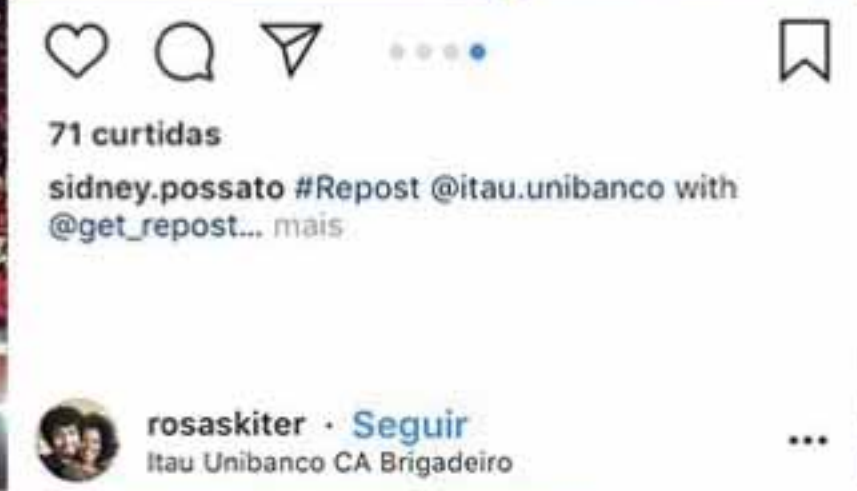 71 curtidas
sidney.possato #Repost @itau.unibanco with
@get_repost... mais
rosaskiter · Seguir
Itau Unibanco CA Brigadeiro